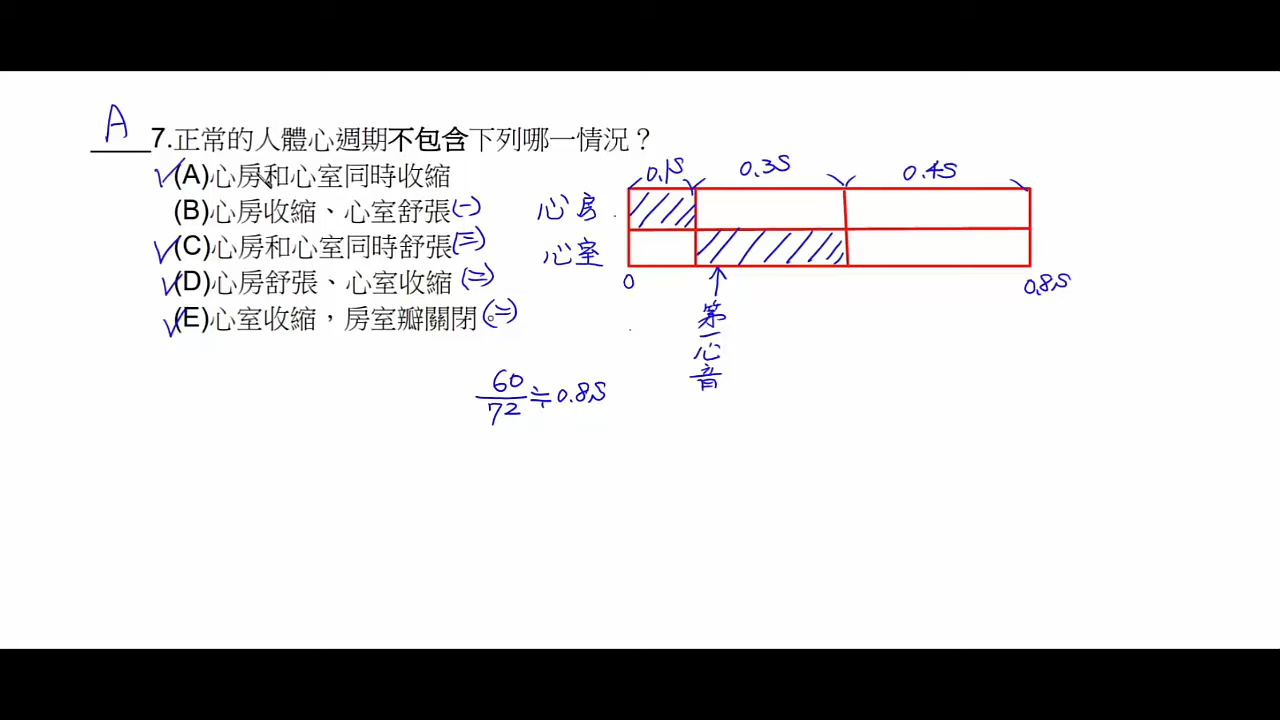 A
7.正常的人體心週期不包含下列哪一情況？
(A)心房和心室同時收縮
(B)心房收縮、心室舒張(一)
(C)心房和心室同時舒張(三)
(D)心房舒張、心室收縮(二)
(E)心室收縮，房室瓣關閉。(二)
0.1S 0.3S 0.4S
心房
心室
0 0.8S
第一心音
60/72≒0.8S